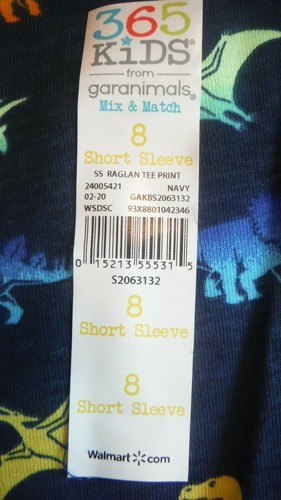 365
KiDS®
from
garanimals®
Mix & Match
8
Short Sleeve
SS RAGLAN TEE PRINT
24005421 NAVY
02-20 GAKBS2063132
WSDSC 93X8801042346
0 15213 55531 5
S2063132
8
Short Sleeve
8
Short Sleeve
Walmart.com